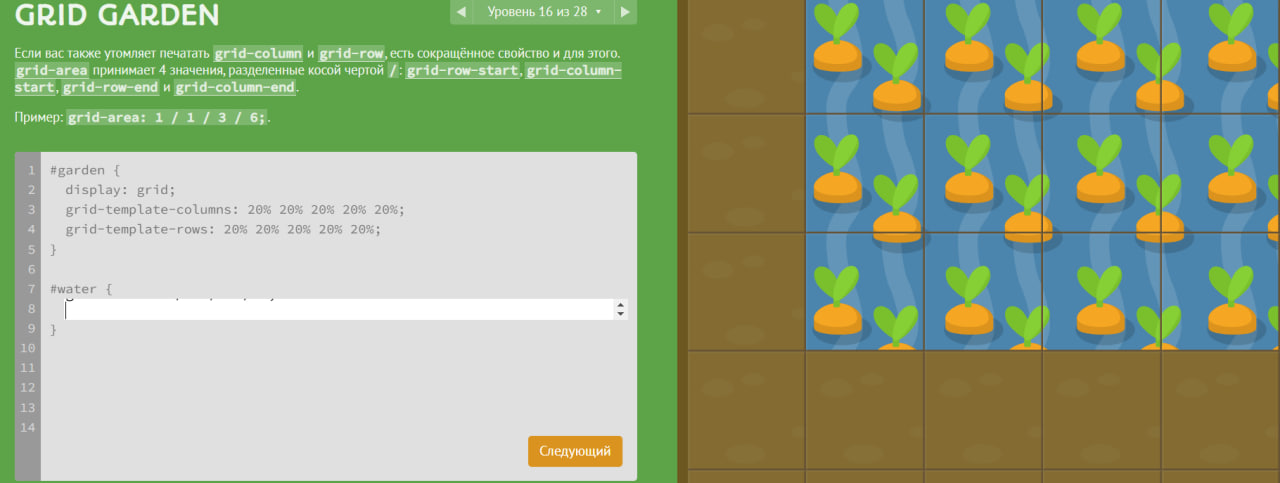 GRID GARDEN
Уровень 16 из 28
Если вас также утомляет печатать grid-column и grid-row, есть сокращённое свойство и для этого.
grid-area принимает 4 значения, разделенные косой чертой /: grid-row-start, grid-column-
start, grid-row-end и grid-column-end.
Пример: grid-area: 1 / 1 / 3 / 6;.
1 #garden {
2 display: grid;
3 grid-template-columns: 20% 20% 20% 20% 20%;
4 grid-template-rows: 20% 20% 20% 20% 20%;
5 }
6
7 #water {
8
9 }
10
11
12
13
14
Следующий